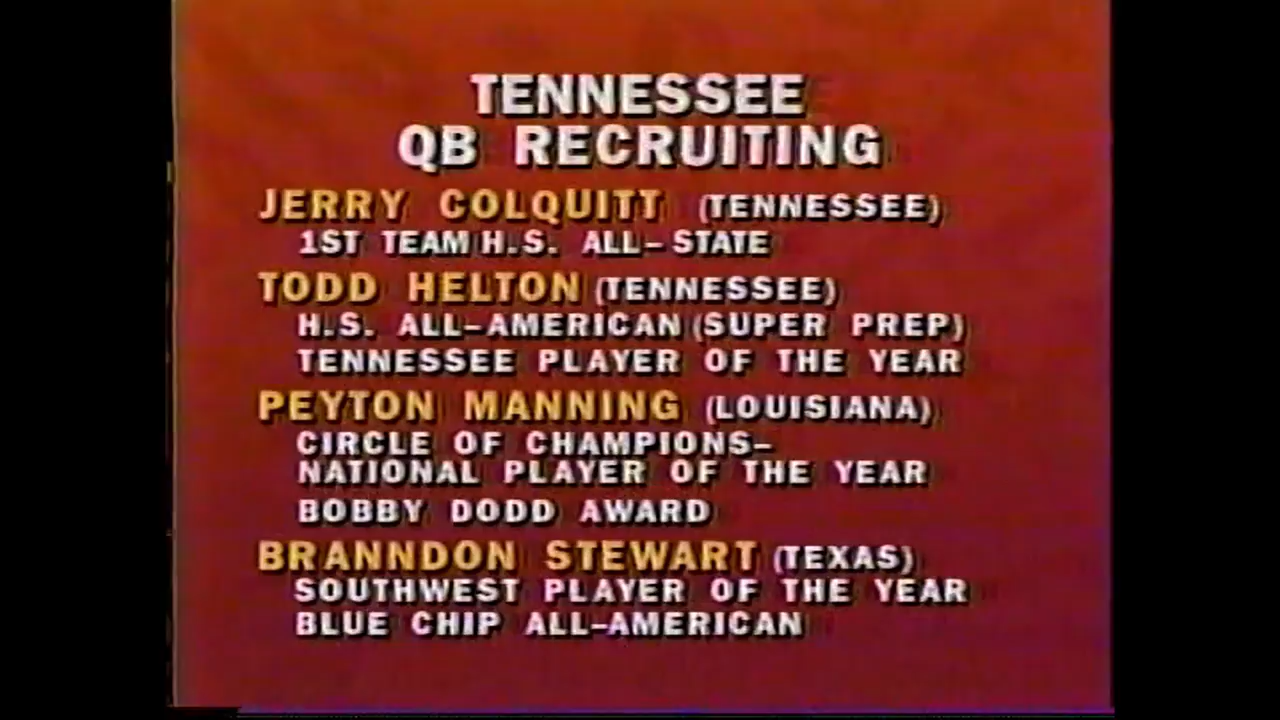 TENNESSEE
QB RECRUITING
JERRY COLQUITT (TENNESSEE)
1ST TEAM H.S. ALL-STATE
TODD HELTON (TENNESSEE)
H.S. ALL-AMERICAN (SUPER PREP)
TENNESSEE PLAYER OF THE YEAR
PEYTON MANNING (LOUISIANA)
CIRCLE OF CHAMPIONS-
NATIONAL PLAYER OF THE YEAR
BOBBY DODD AWARD
BRANNDON STEWART (TEXAS)
SOUTHWEST PLAYER OF THE YEAR
BLUE CHIP ALL-AMERICAN